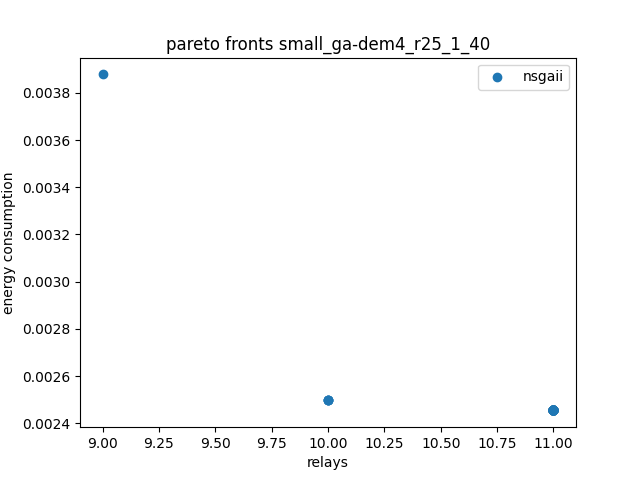 pareto fronts small_ga-dem4_r25_1_40
nsgaii
energy consumption
0.0038
0.0036
0.0034
0.0032
0.0030
0.0028
0.0026
0.0024
9.00 9.25 9.50 9.75 10.00 10.25 10.50 10.75 11.00
relays